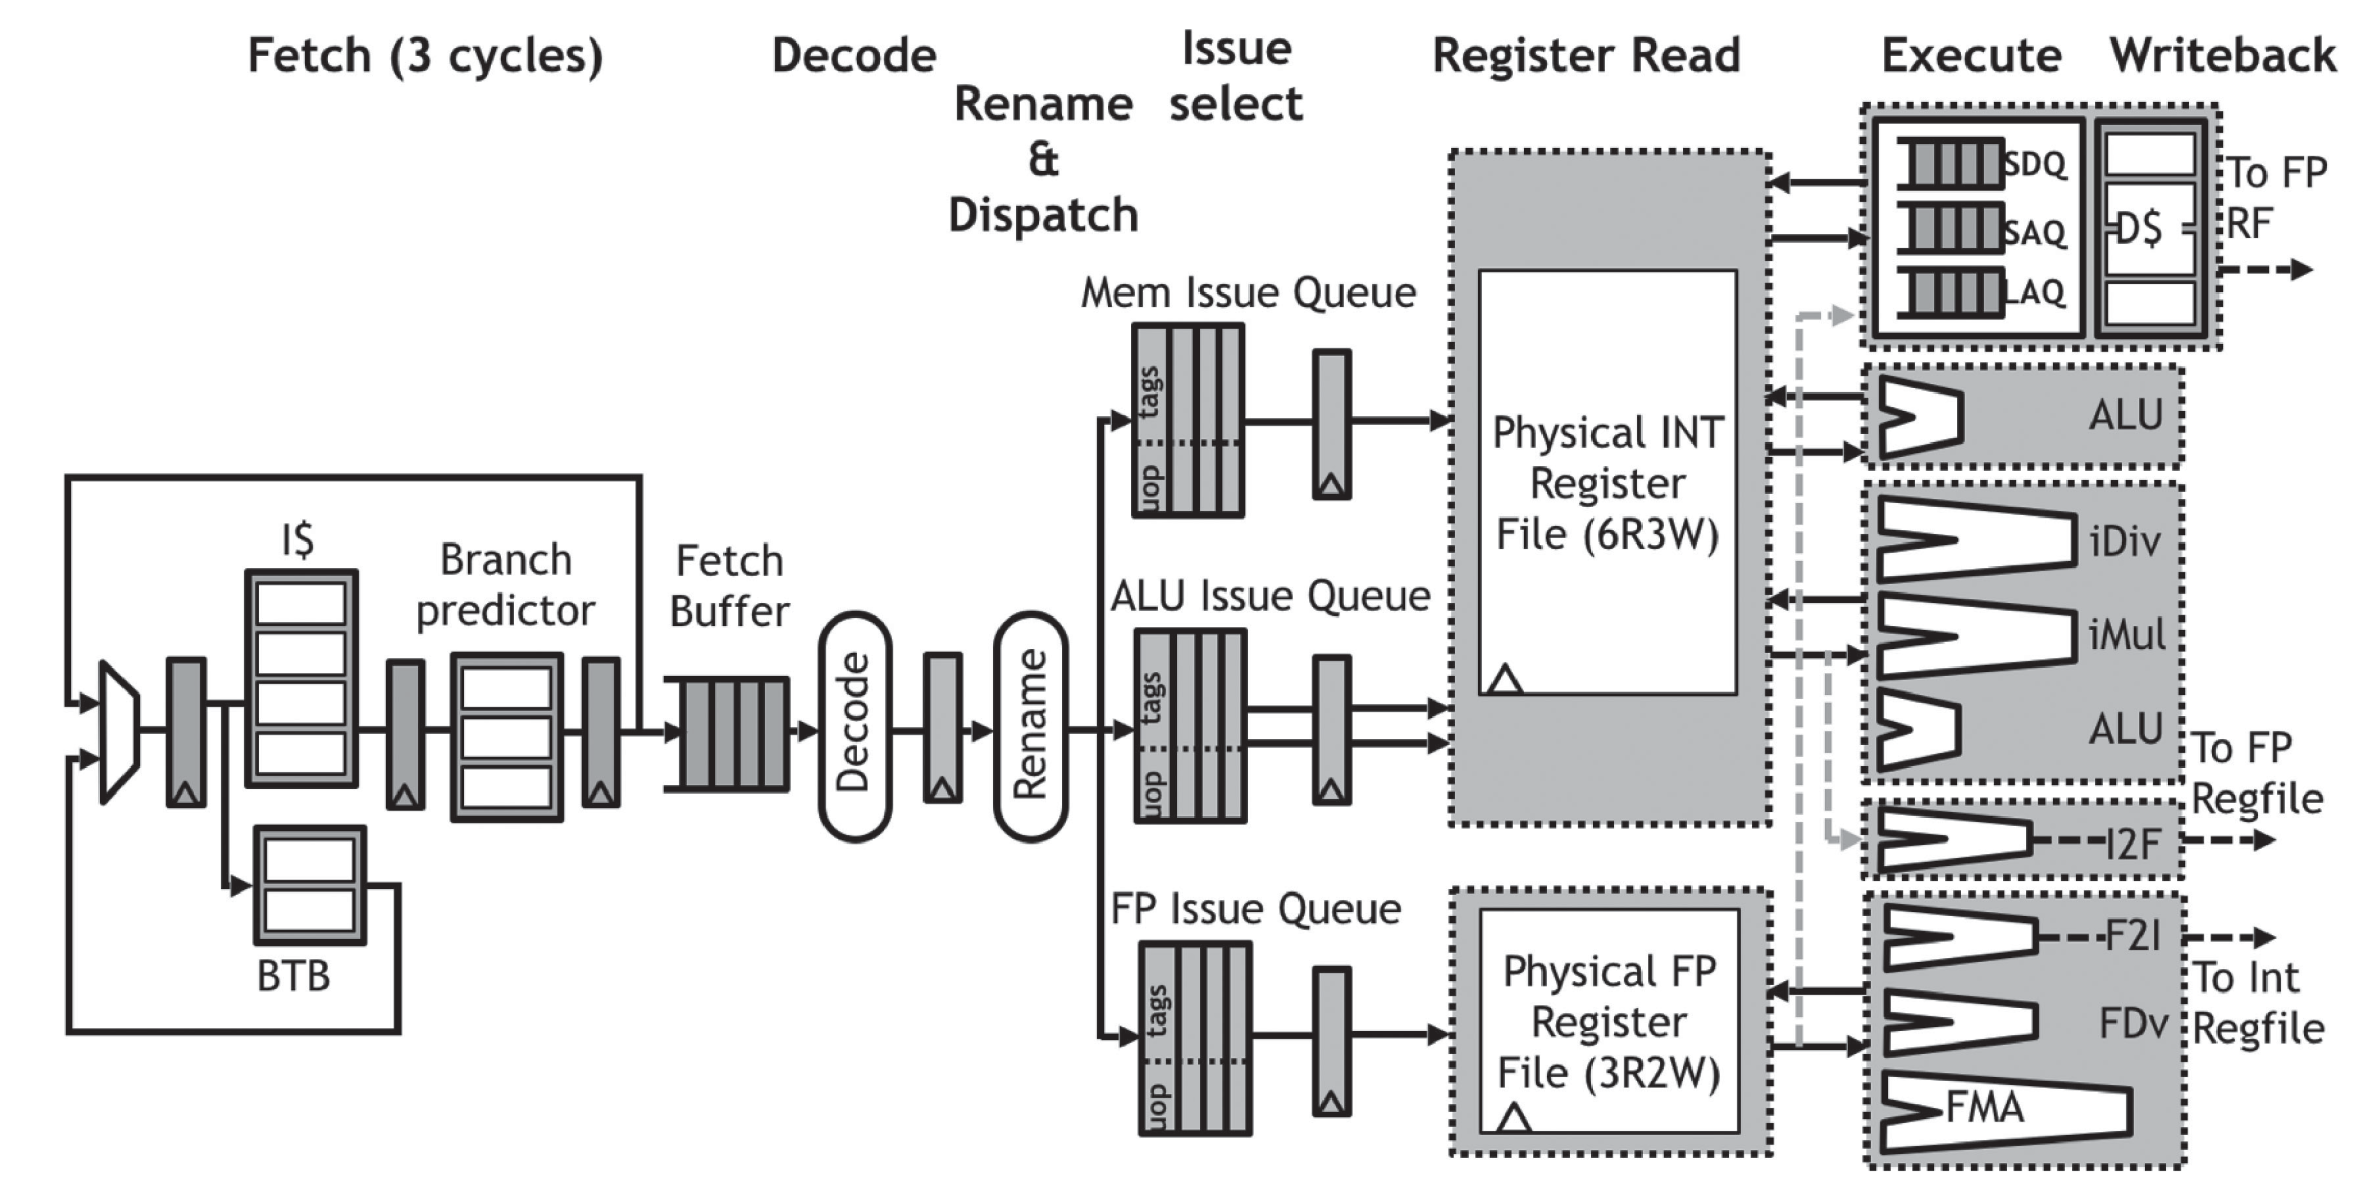 Fetch (3 cycles)
Decode
Rename
&
Dispatch
Issue
select
Register Read
Execute
Writeback
I$
Branch
predictor
BTB
Fetch
Buffer
Decode
Rename
Mem Issue Queue
tags
uop
ALU Issue Queue
tags
uop
FP Issue Queue
tags
uop
Physical INT
Register
File (6R3W)
Physical FP
Register
File (3R2W)
SDQ
SAQ
LAQ
D$
To FP
RF
ALU
iDiv
iMul
ALU
To FP
Regfile
I2F
F2I
To Int
Regfile
FDv
FMA